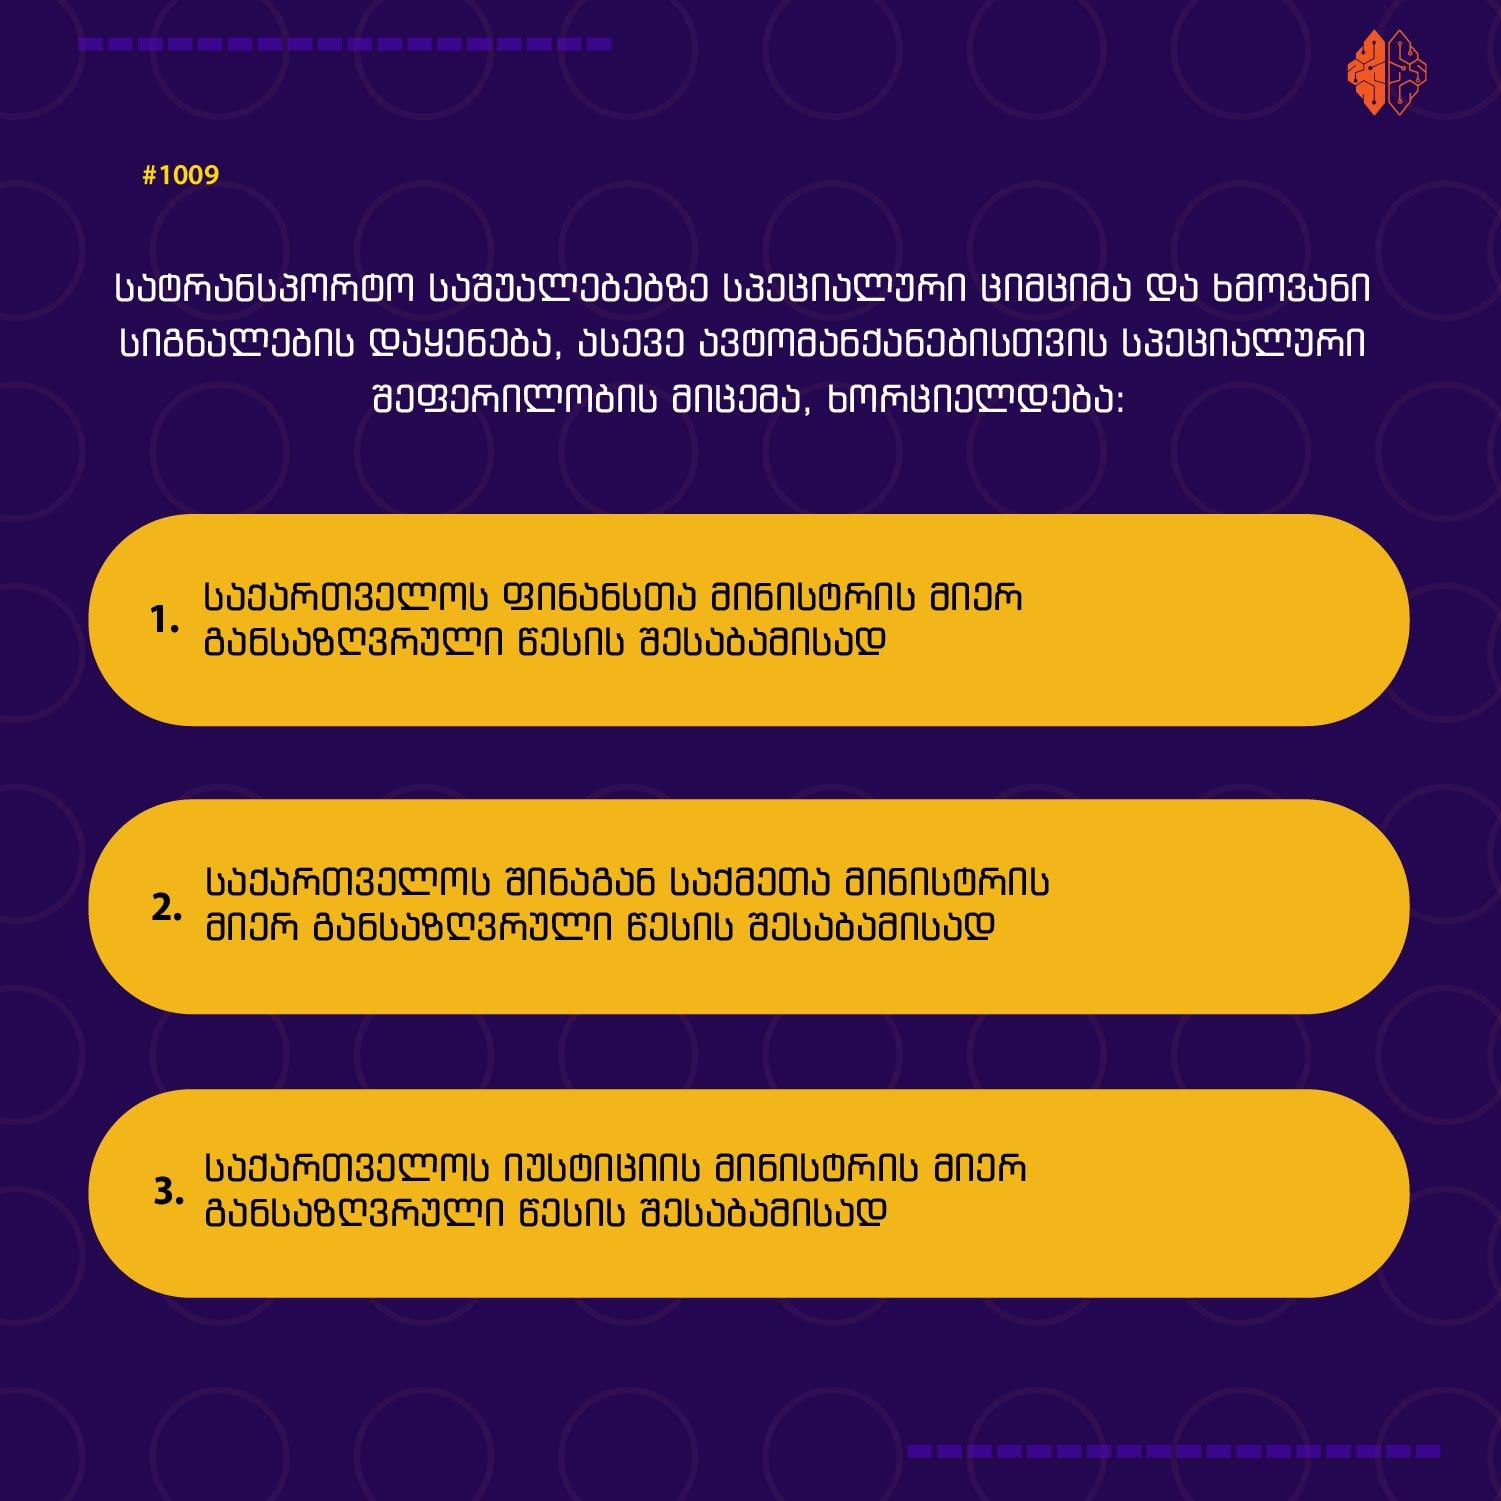 #1009
სატრანსპორტო საშუალებებზე სპეციალური ციმციმა და ხმოვანი
სიგნალების დაყენება, ასევე ავტომანქანებისთვის სპეციალური
შეფერილობის მიცემა, ხორციელდება:
1. საქართველოს ფინანსთა მინისტრის მიერ
განსაზღვრული წესის შესაბამისად
2. საქართველოს შინაგან საქმეთა მინისტრის
მიერ განსაზღვრული წესის შესაბამისად
3. საქართველოს იუსტიციის მინისტრის მიერ
განსაზღვრული წესის შესაბამისად